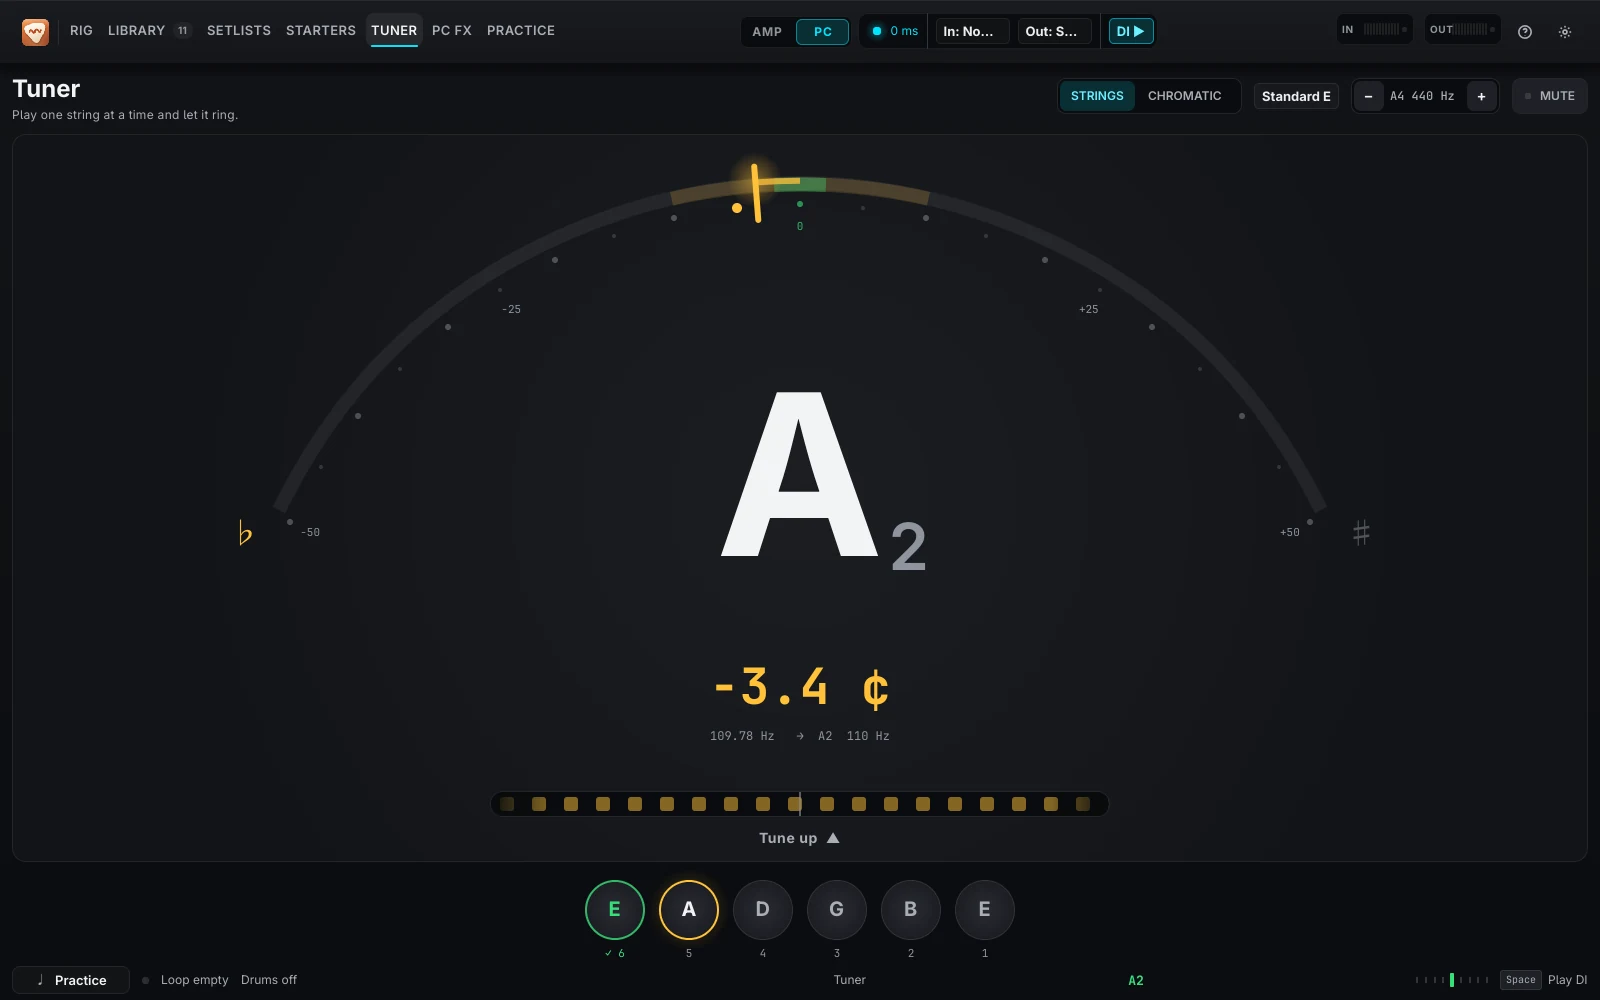 RIG LIBRARY 11 SETLISTS STARTERS TUNER PC FX PRACTICE AMP PC 0 ms In: No... Out: S... DI ▶ IN OUT
Tuner
Play one string at a time and let it ring.
STRINGS CHROMATIC Standard E − A4 440 Hz + MUTE
0
-25 +25
A2
♭ -50 +50 ♯
-3.4 ¢
109.78 Hz → A2 110 Hz
Tune up ▲
E A D G B E
✓ 6 5 4 3 2 1
♩ Practice Loop empty Drums off Tuner A2 Space Play DI